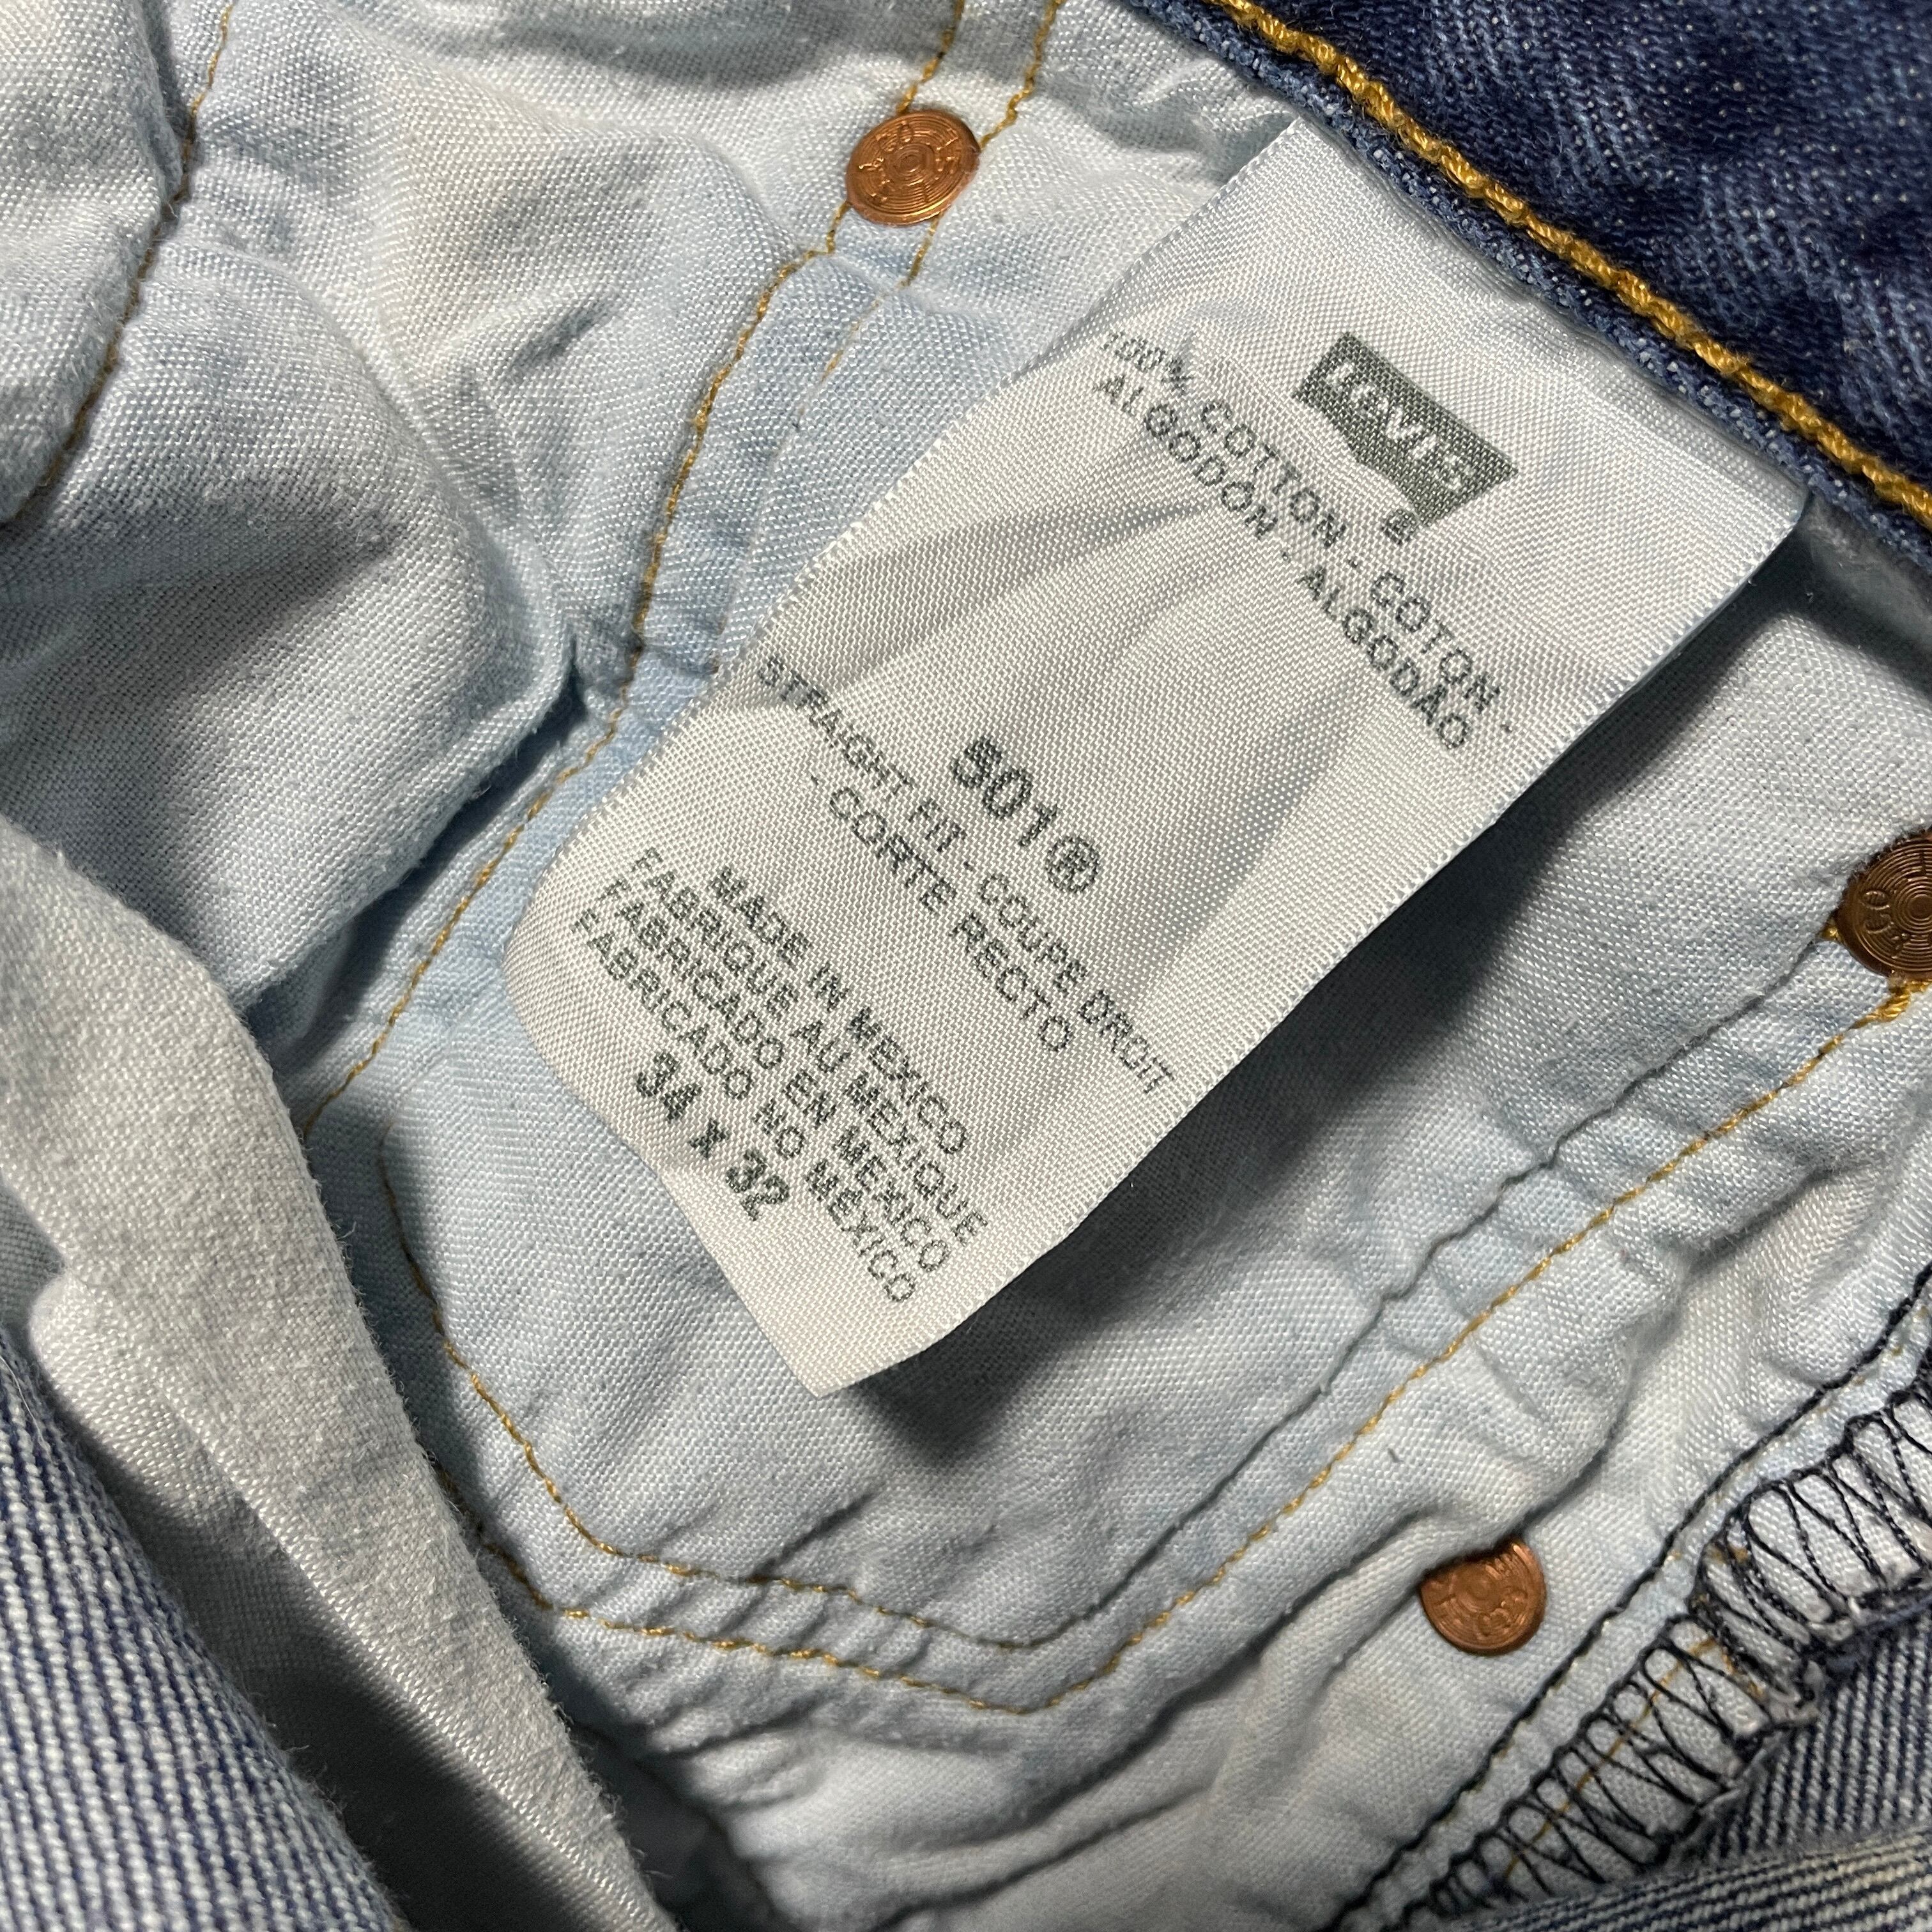 Levi's
®
100% COTTON - COTON -
ALGODON - ALGODÃO
501®
STRAIGHT FIT - COUPE DROIT
- CORTE RECTO
MADE IN MEXICO
FABRIQUE AU MEXIQUE
FABRICADO EN MEXICO
FABRICADO NO MÉXICO
34 X 32